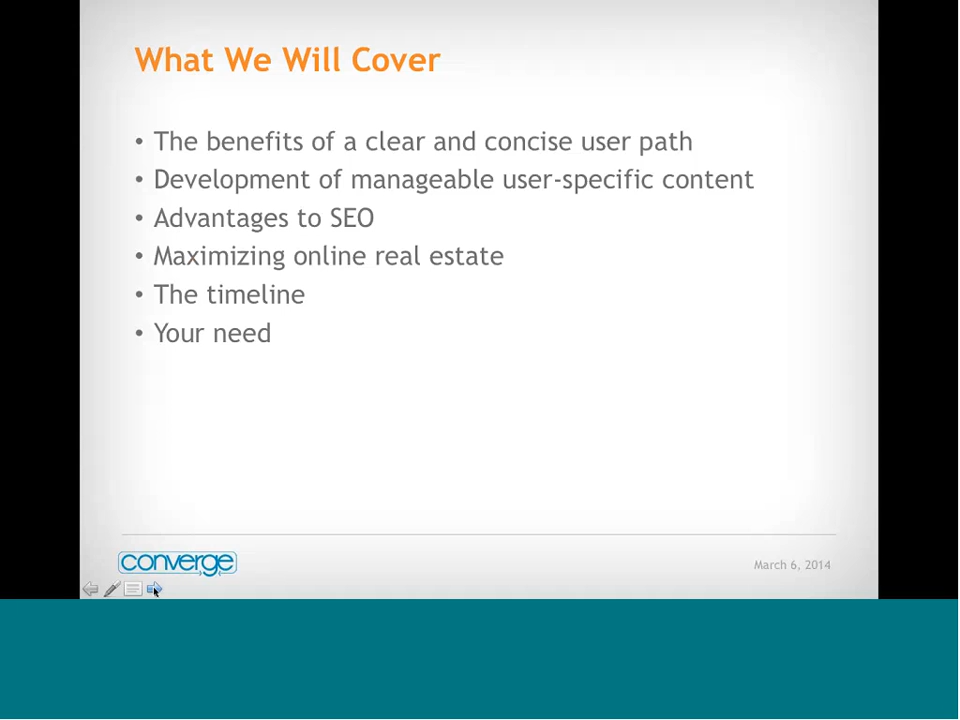 What We Will Cover
• The benefits of a clear and concise user path
• Development of manageable user-specific content
• Advantages to SEO
• Maximizing online real estate
• The timeline
• Your need
converge
March 6, 2014